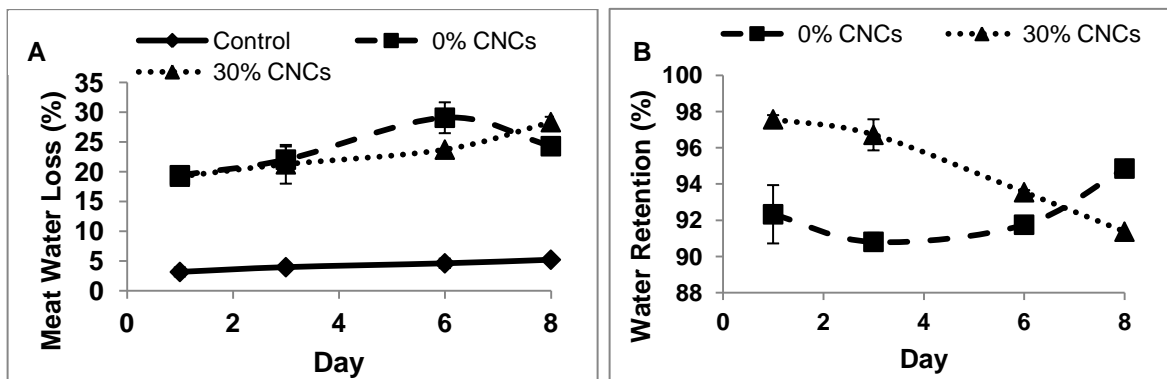 A
Control
0% CNCs
30% CNCs
Meat Water Loss (%)
35
30
25
20
15
10
5
0
0 2 4 6 8
Day
B
0% CNCs
30% CNCs
Water Retention (%)
100
98
96
94
92
90
88
0 2 4 6 8
Day